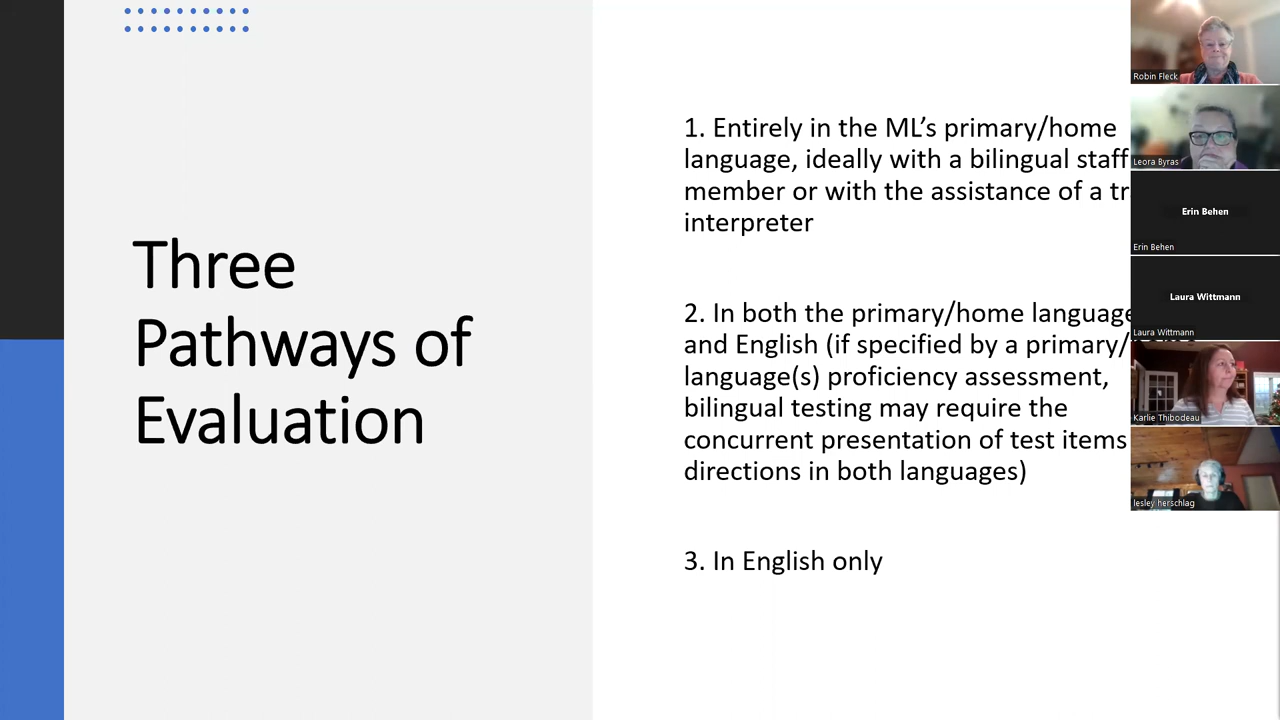 Three
Pathways of
Evaluation
1. Entirely in the ML’s primary/home
language, ideally with a bilingual staff
member or with the assistance of a
interpreter
2. In both the primary/home language
and English (if specified by a primary/
language(s) proficiency assessment,
bilingual testing may require the
concurrent presentation of test items
directions in both languages)
3. In English only
Robin Fleck
Leora Byras
Erin Behen
Erin Behen
Laura Wittmann
Laura Wittmann
Karlie Thibodeau
lesley herschlag